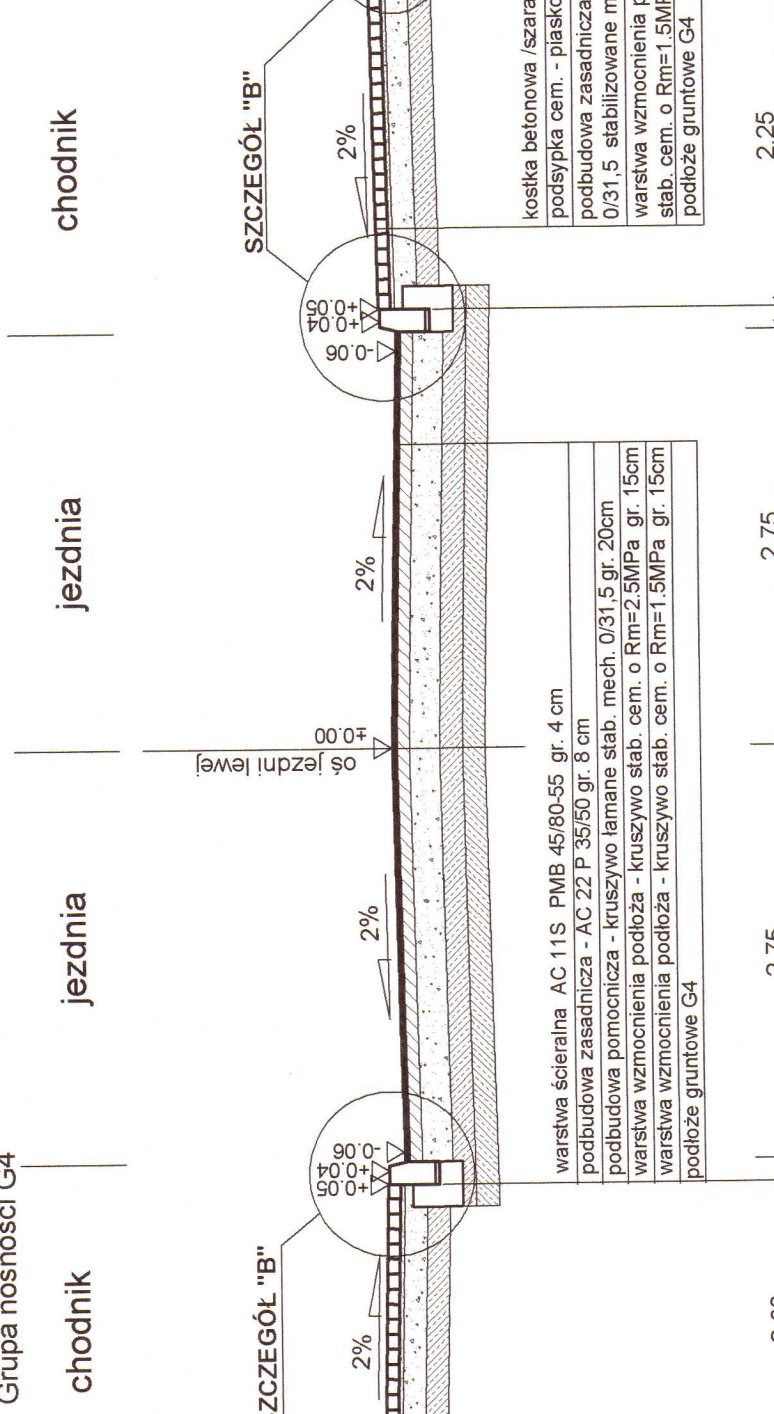 Grupa nośności G4
chodnik
jezdnia
jezdnia
chodnik
SZCZEGÓŁ "B"
SZCZEGÓŁ "B"
2%
2%
2%
2%
+0.05
+0.04
-0.06
oś jezdni lewej
±0.00
-0.06
+0.04
+0.05
warstwa ścieralna AC 11S PMB 45/80-55 gr. 4 cm
podbudowa zasadnicza - AC 22 P 35/50 gr. 8 cm
podbudowa pomocnicza - kruszywo łamane stab. mech. 0/31,5 gr. 20cm
warstwa wzmocnienia podłoża - kruszywo stab. cem. o Rm=2.5MPa gr. 15cm
warstwa wzmocnienia podłoża - kruszywo stab. cem. o Rm=1.5MPa gr. 15cm
podłoże gruntowe G4
kostka betonowa /szara
podsypka cem. - piasko
podbudowa zasadnicza
0/31,5 stabilizowane m
warstwa wzmocnienia p
stab. cem. o Rm=1.5MP
podłoże gruntowe G4
2.75
2.75
2.25